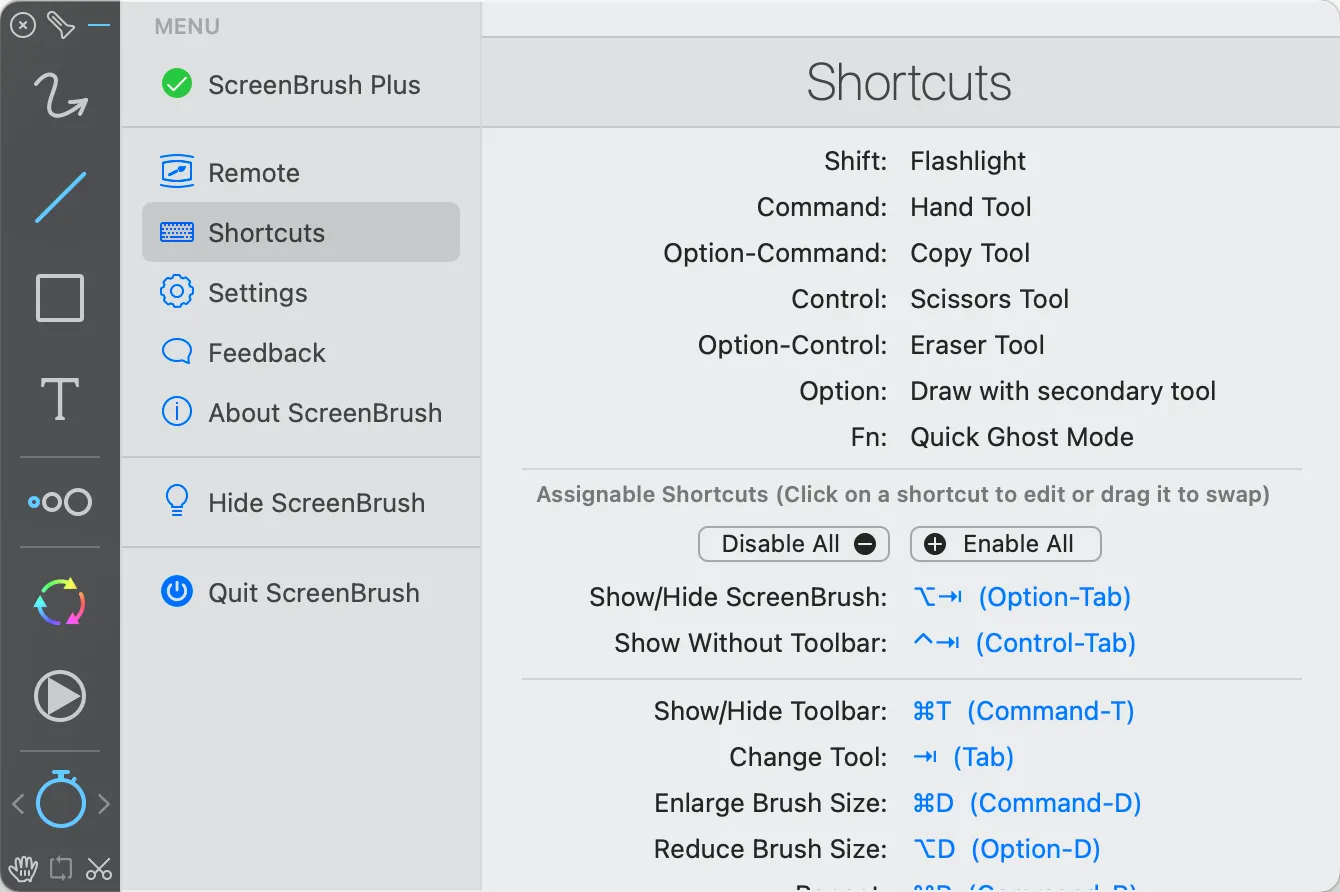 MENU
ScreenBrush Plus
Remote
Shortcuts
Settings
Feedback
About ScreenBrush
Hide ScreenBrush
Quit ScreenBrush
T
Shortcuts
Shift: Flashlight
Command: Hand Tool
Option-Command: Copy Tool
Control: Scissors Tool
Option-Control: Eraser Tool
Option: Draw with secondary tool
Fn: Quick Ghost Mode
Assignable Shortcuts (Click on a shortcut to edit or drag it to swap)
Disable All
Enable All
Show/Hide ScreenBrush: ⌥⇥ (Option-Tab)
Show Without Toolbar: ^⇥ (Control-Tab)
Show/Hide Toolbar: ⌘T (Command-T)
Change Tool: ⇥ (Tab)
Enlarge Brush Size: ⌘D (Command-D)
Reduce Brush Size: ⌥D (Option-D)